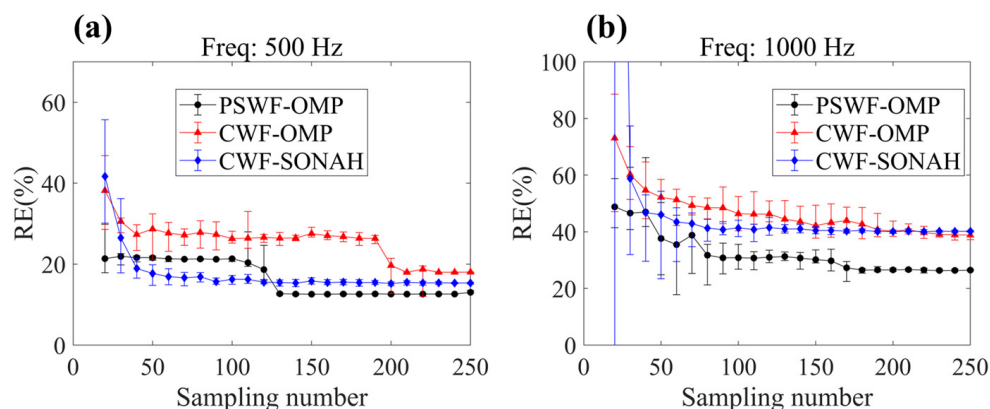 (a)
Freq: 500 Hz
PSWF-OMP
CWF-OMP
CWF-SONAH
RE(%)
60
40
20
0
0 50 100 150 200 250
Sampling number
(b)
Freq: 1000 Hz
PSWF-OMP
CWF-OMP
CWF-SONAH
RE(%)
100
80
60
40
20
0
0 50 100 150 200 250
Sampling number